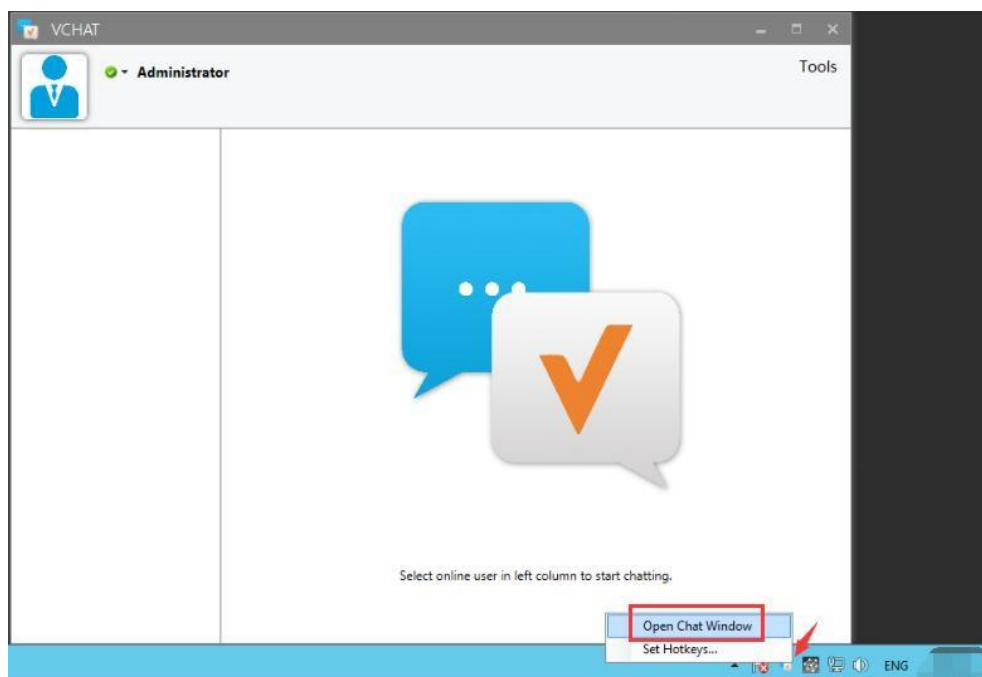 VCHAT
Administrator
Tools
Select online user in left column to start chatting.
Open Chat Window
Set Hotkeys...
ENG